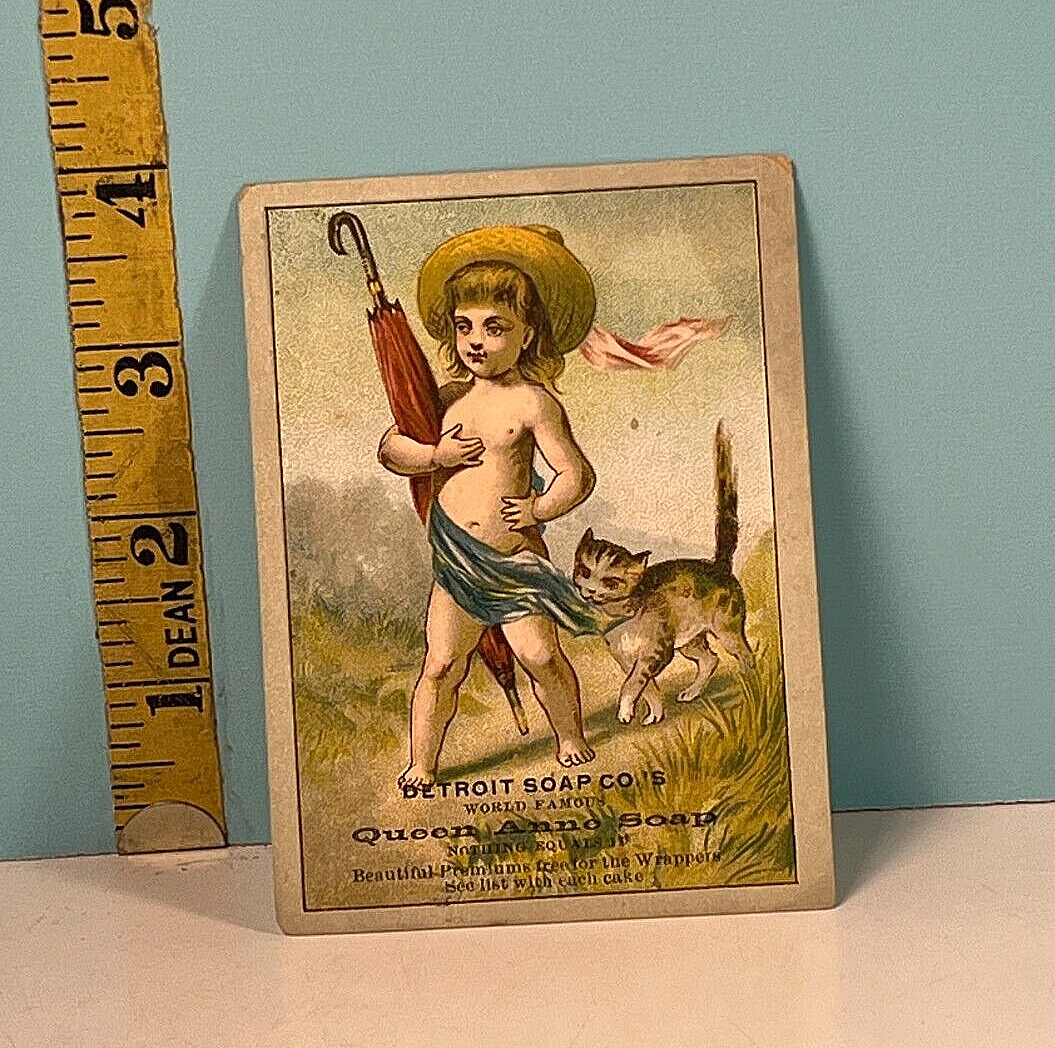 5
4
3
2
DEAN
1
DETROIT SOAP CO.'S
WORLD FAMOUS
Queen Anne Soap
NOTHING EQUALS IT
Beautiful Premiums free for the Wrappers
See list with each cake